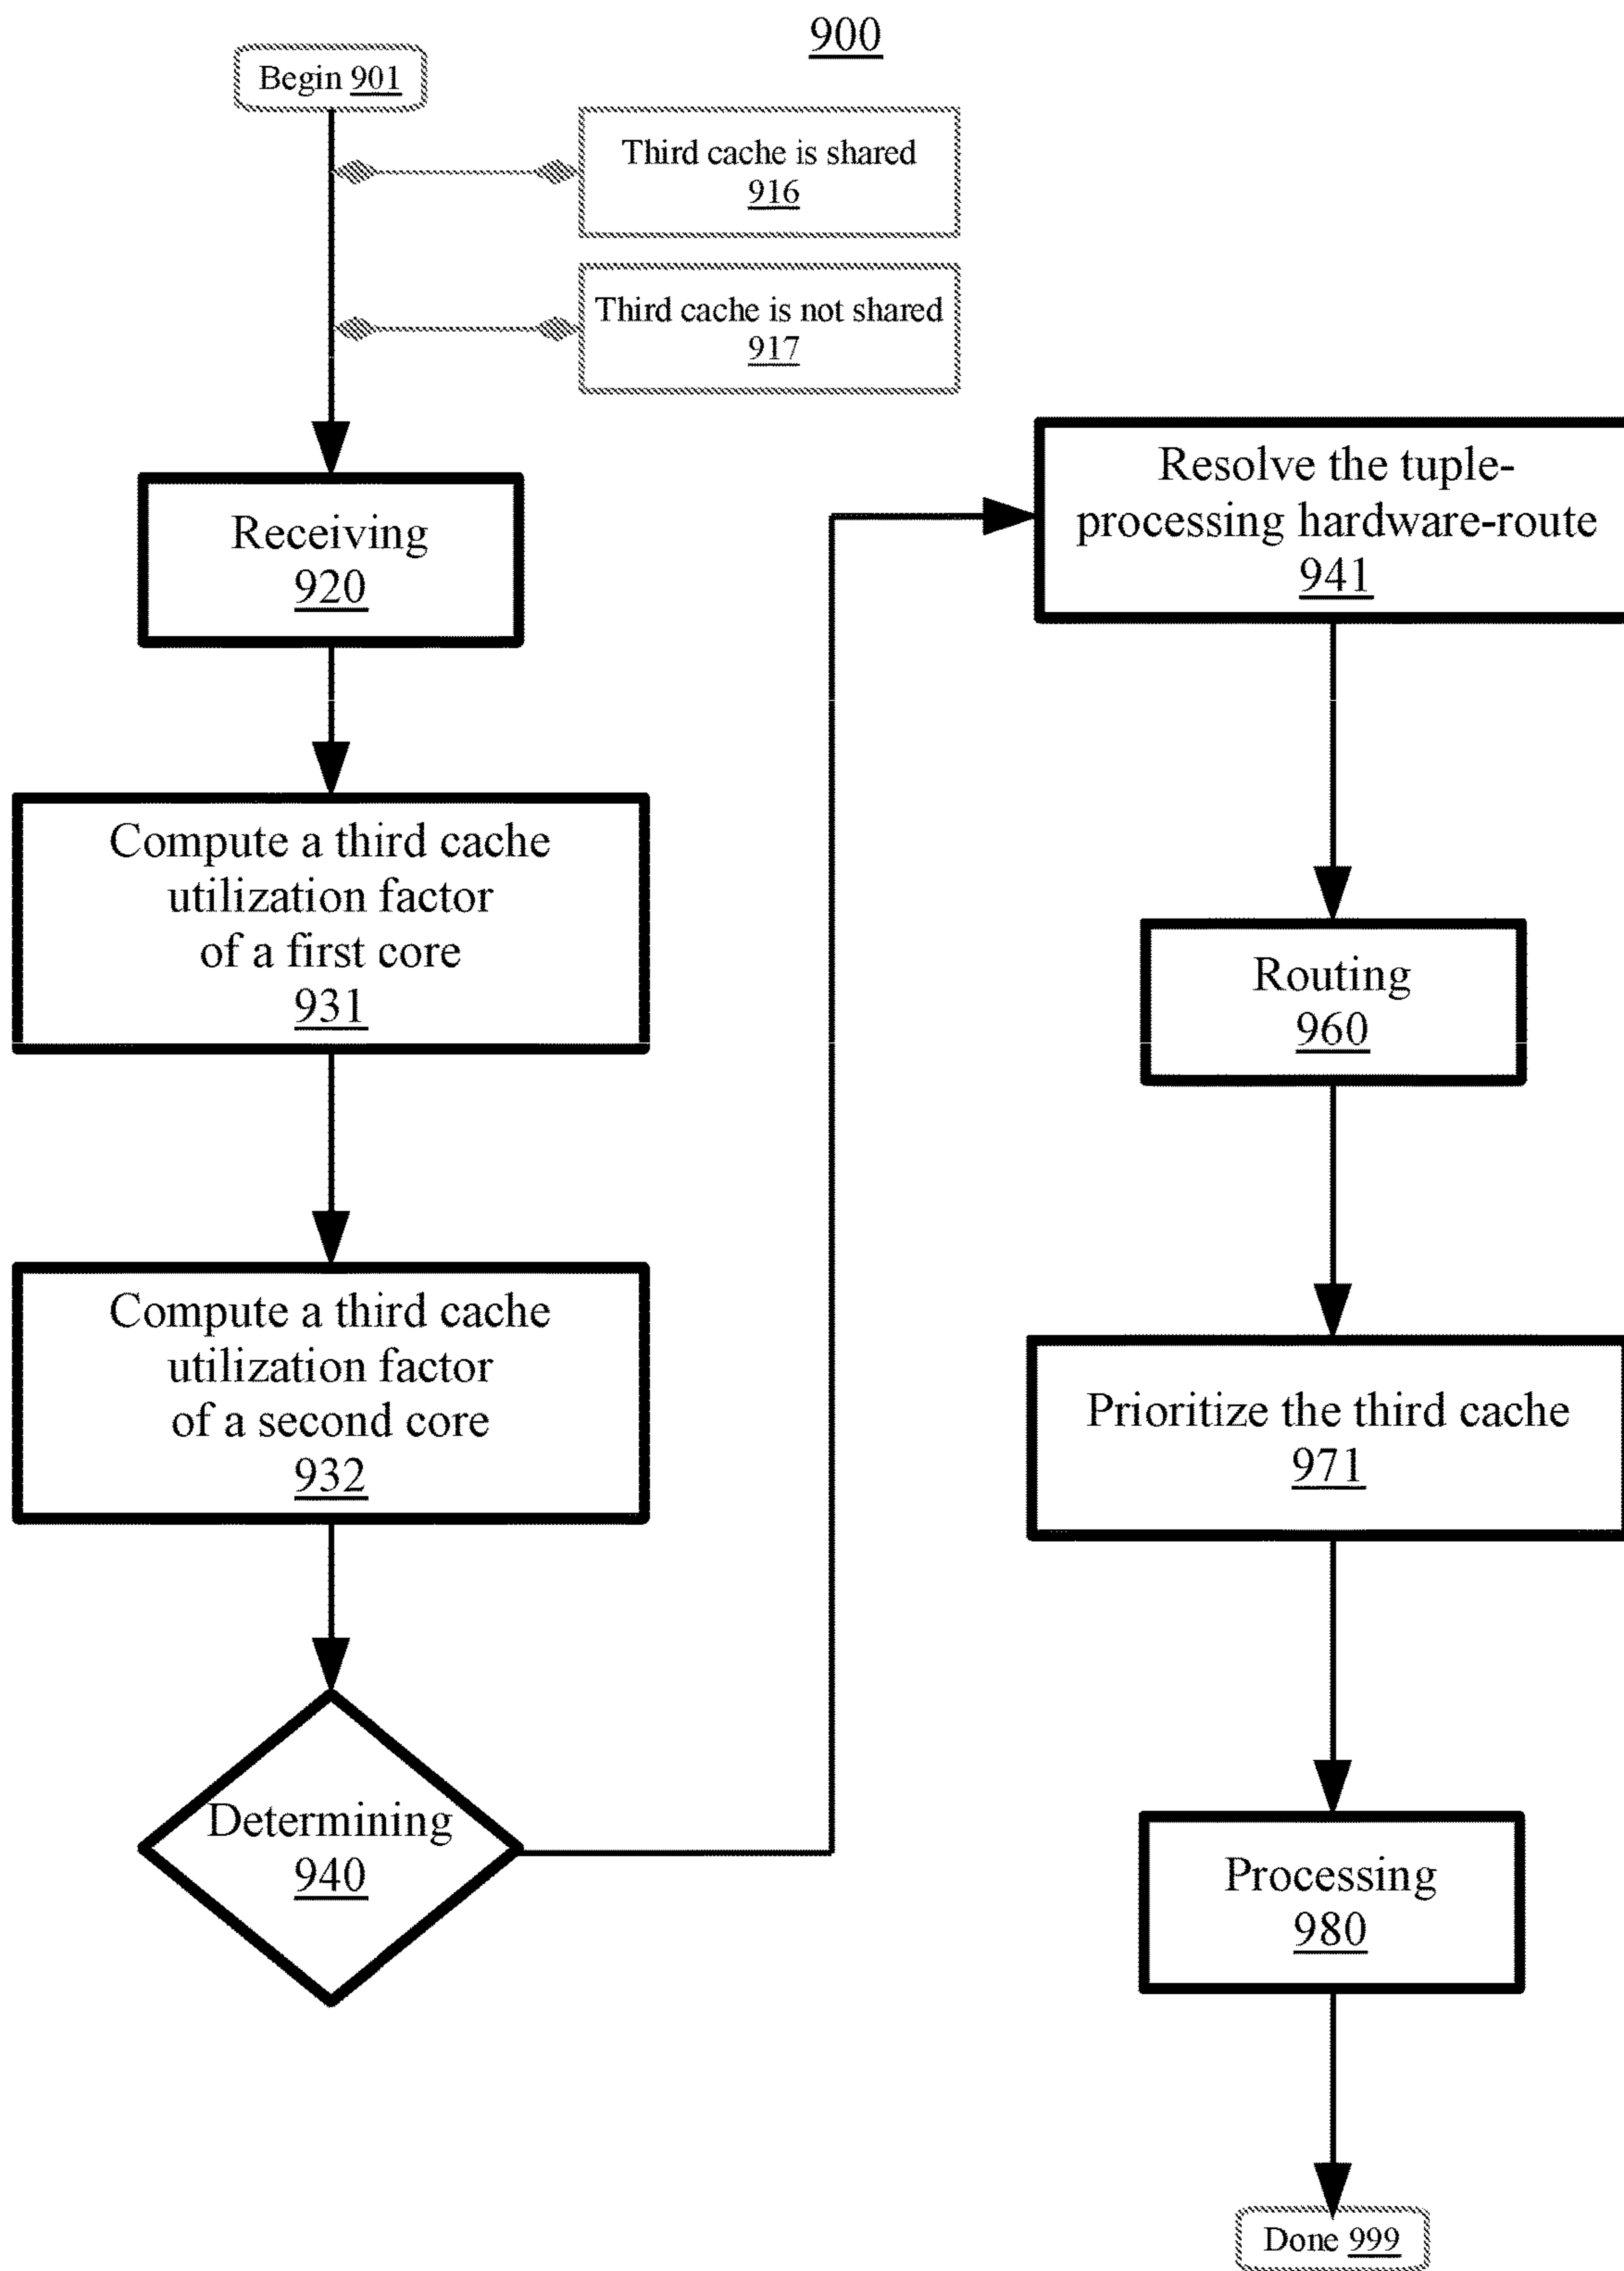 900
Begin 901
Third cache is shared
916
Third cache is not shared
917
Receiving
920
Compute a third cache
utilization factor
of a first core
931
Compute a third cache
utilization factor
of a second core
932
Determining
940
Resolve the tuple-
processing hardware-route
941
Routing
960
Prioritize the third cache
971
Processing
980
Done 999